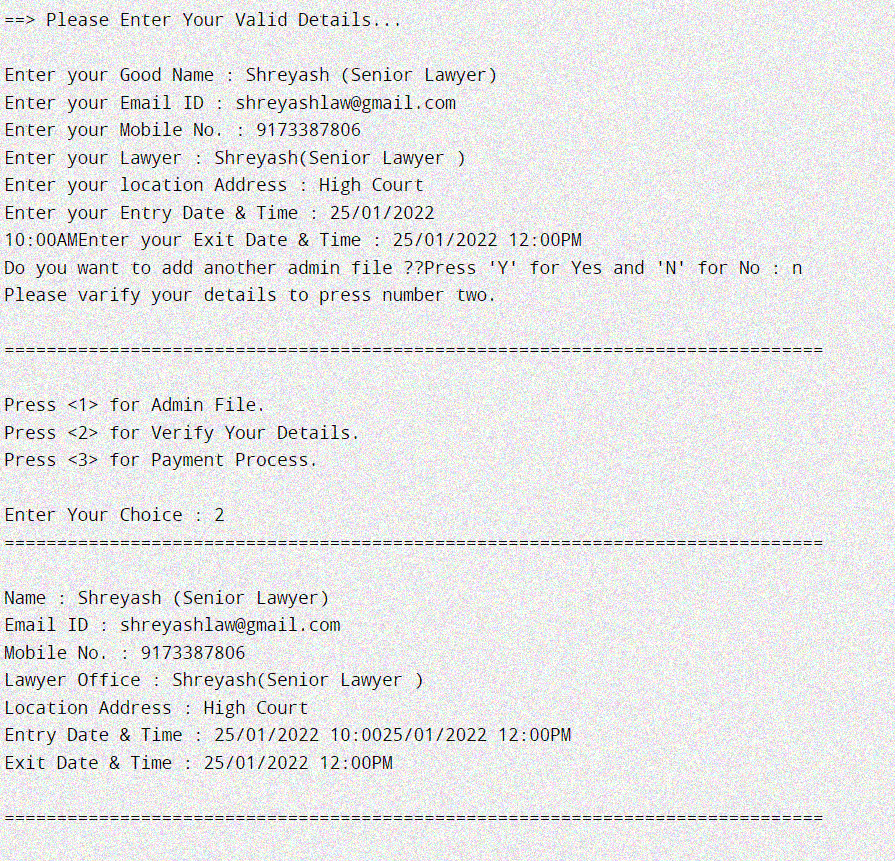 ==> Please Enter Your Valid Details...
Enter your Good Name : Shreyash (Senior Lawyer)
Enter your Email ID : shreyashlaw@gmail.com
Enter your Mobile No. : 9173387806
Enter your Lawyer : Shreyash(Senior Lawyer )
Enter your location Address : High Court
Enter your Entry Date & Time : 25/01/2022
10:00AMEnter your Exit Date & Time : 25/01/2022 12:00PM
Do you want to add another admin file ??Press 'Y' for Yes and 'N' for No : n
Please varify your details to press number two.
==============================================================================
Press <1> for Admin File.
Press <2> for Verify Your Details.
Press <3> for Payment Process.
Enter Your Choice : 2
==============================================================================
Name : Shreyash (Senior Lawyer)
Email ID : shreyashlaw@gmail.com
Mobile No. : 9173387806
Lawyer Office : Shreyash(Senior Lawyer )
Location Address : High Court
Entry Date & Time : 25/01/2022 10:0025/01/2022 12:00PM
Exit Date & Time : 25/01/2022 12:00PM
==============================================================================